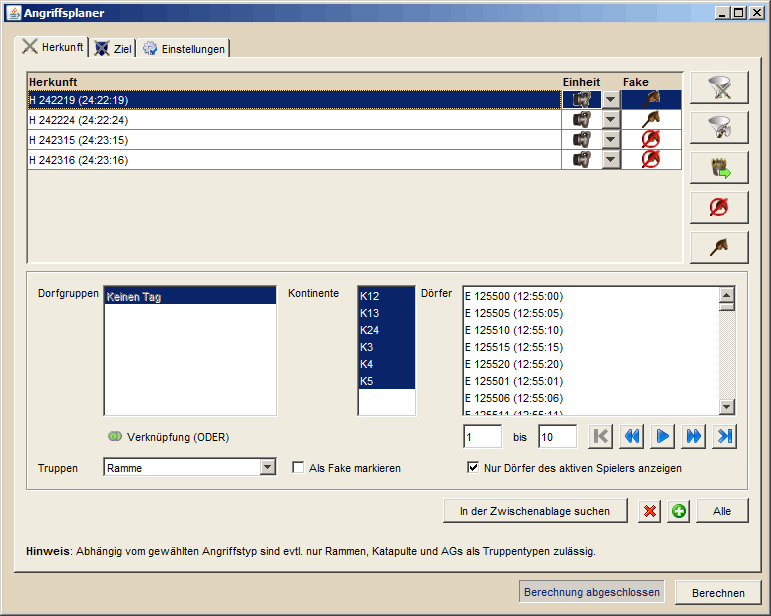 Angriffsplaner
Herkunft Ziel Einstellungen
Herkunft Einheit Fake
H 242219 (24:22:19)
H 242224 (24:22:24)
H 242315 (24:23:15)
H 242316 (24:23:16)
Dorfgruppen Keinen Tag Kontinente Dörfer
K12
K13
K24
K3
K4
K5
E 125500 (12:55:00)
E 125505 (12:55:05)
E 125510 (12:55:10)
E 125515 (12:55:15)
E 125520 (12:55:20)
E 125501 (12:55:01)
E 125506 (12:55:06)
E 125511 (12:55:11)
Verknüpfung (ODER) 1 bis 10
Truppen Ramme Als Fake markieren Nur Dörfer des aktiven Spielers anzeigen
In der Zwischenablage suchen Alle
Hinweis: Abhängig vom gewählten Angriffstyp sind evtl. nur Rammen, Katapulte und AGs als Truppentypen zulässig.
Berechnung abgeschlossen Berechnen